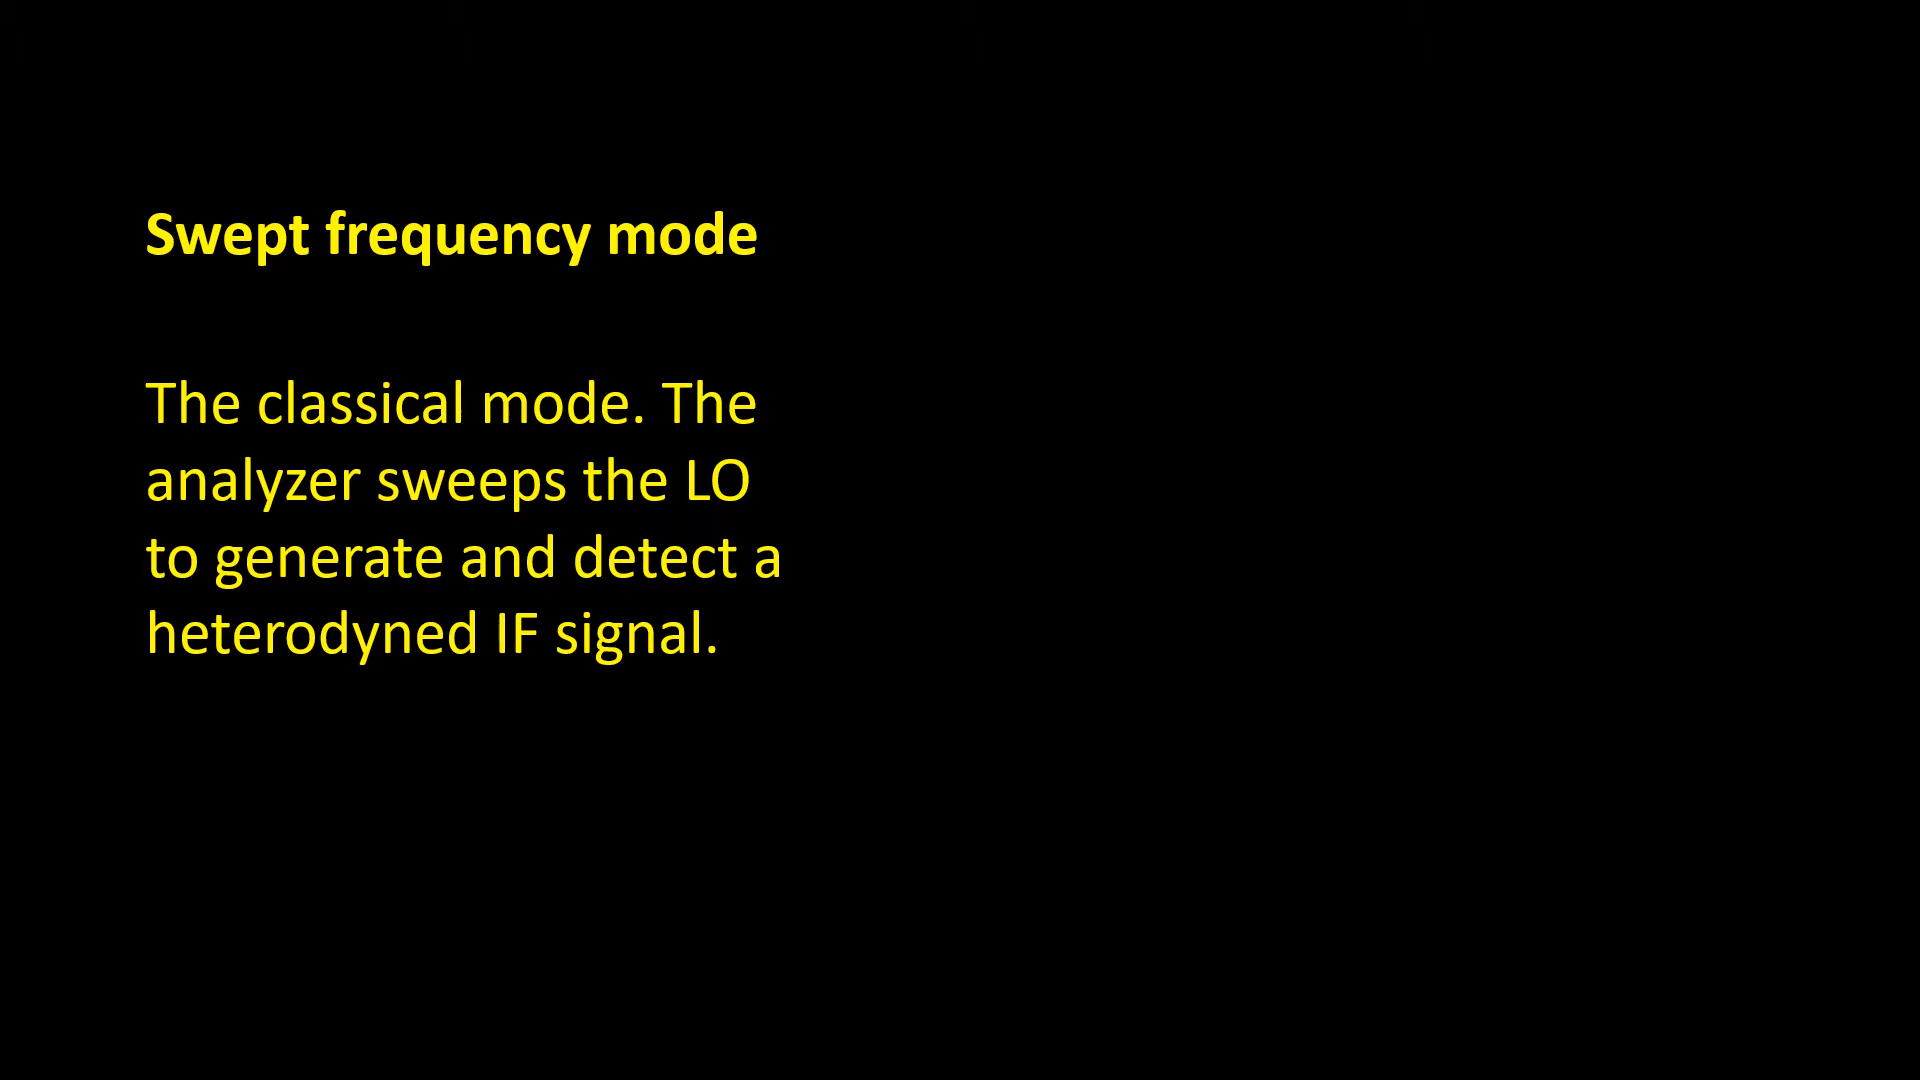 Swept frequency mode
The classical mode. The
analyzer sweeps the LO
to generate and detect a
heterodyned IF signal.